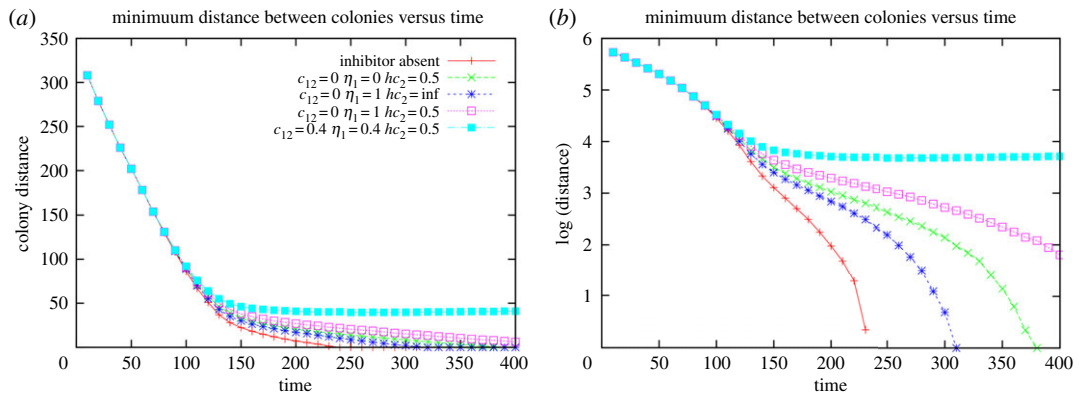 (a) minimuum distance between colonies versus time
350
300
250
200
150
100
50
0
50 100 150 200 250 300 350 400
colony distance
time
inhibitor absent
c12 = 0 η1 = 0 hc2 = 0.5
c12 = 0 η1 = 1 hc2 = inf
c12 = 0 η1 = 1 hc2 = 0.5
c12 = 0.4 η1 = 0.4 hc2 = 0.5
(b) minimuum distance between colonies versus time
6
5
4
3
2
1
0
50 100 150 200 250 300 350 400
log (distance)
time